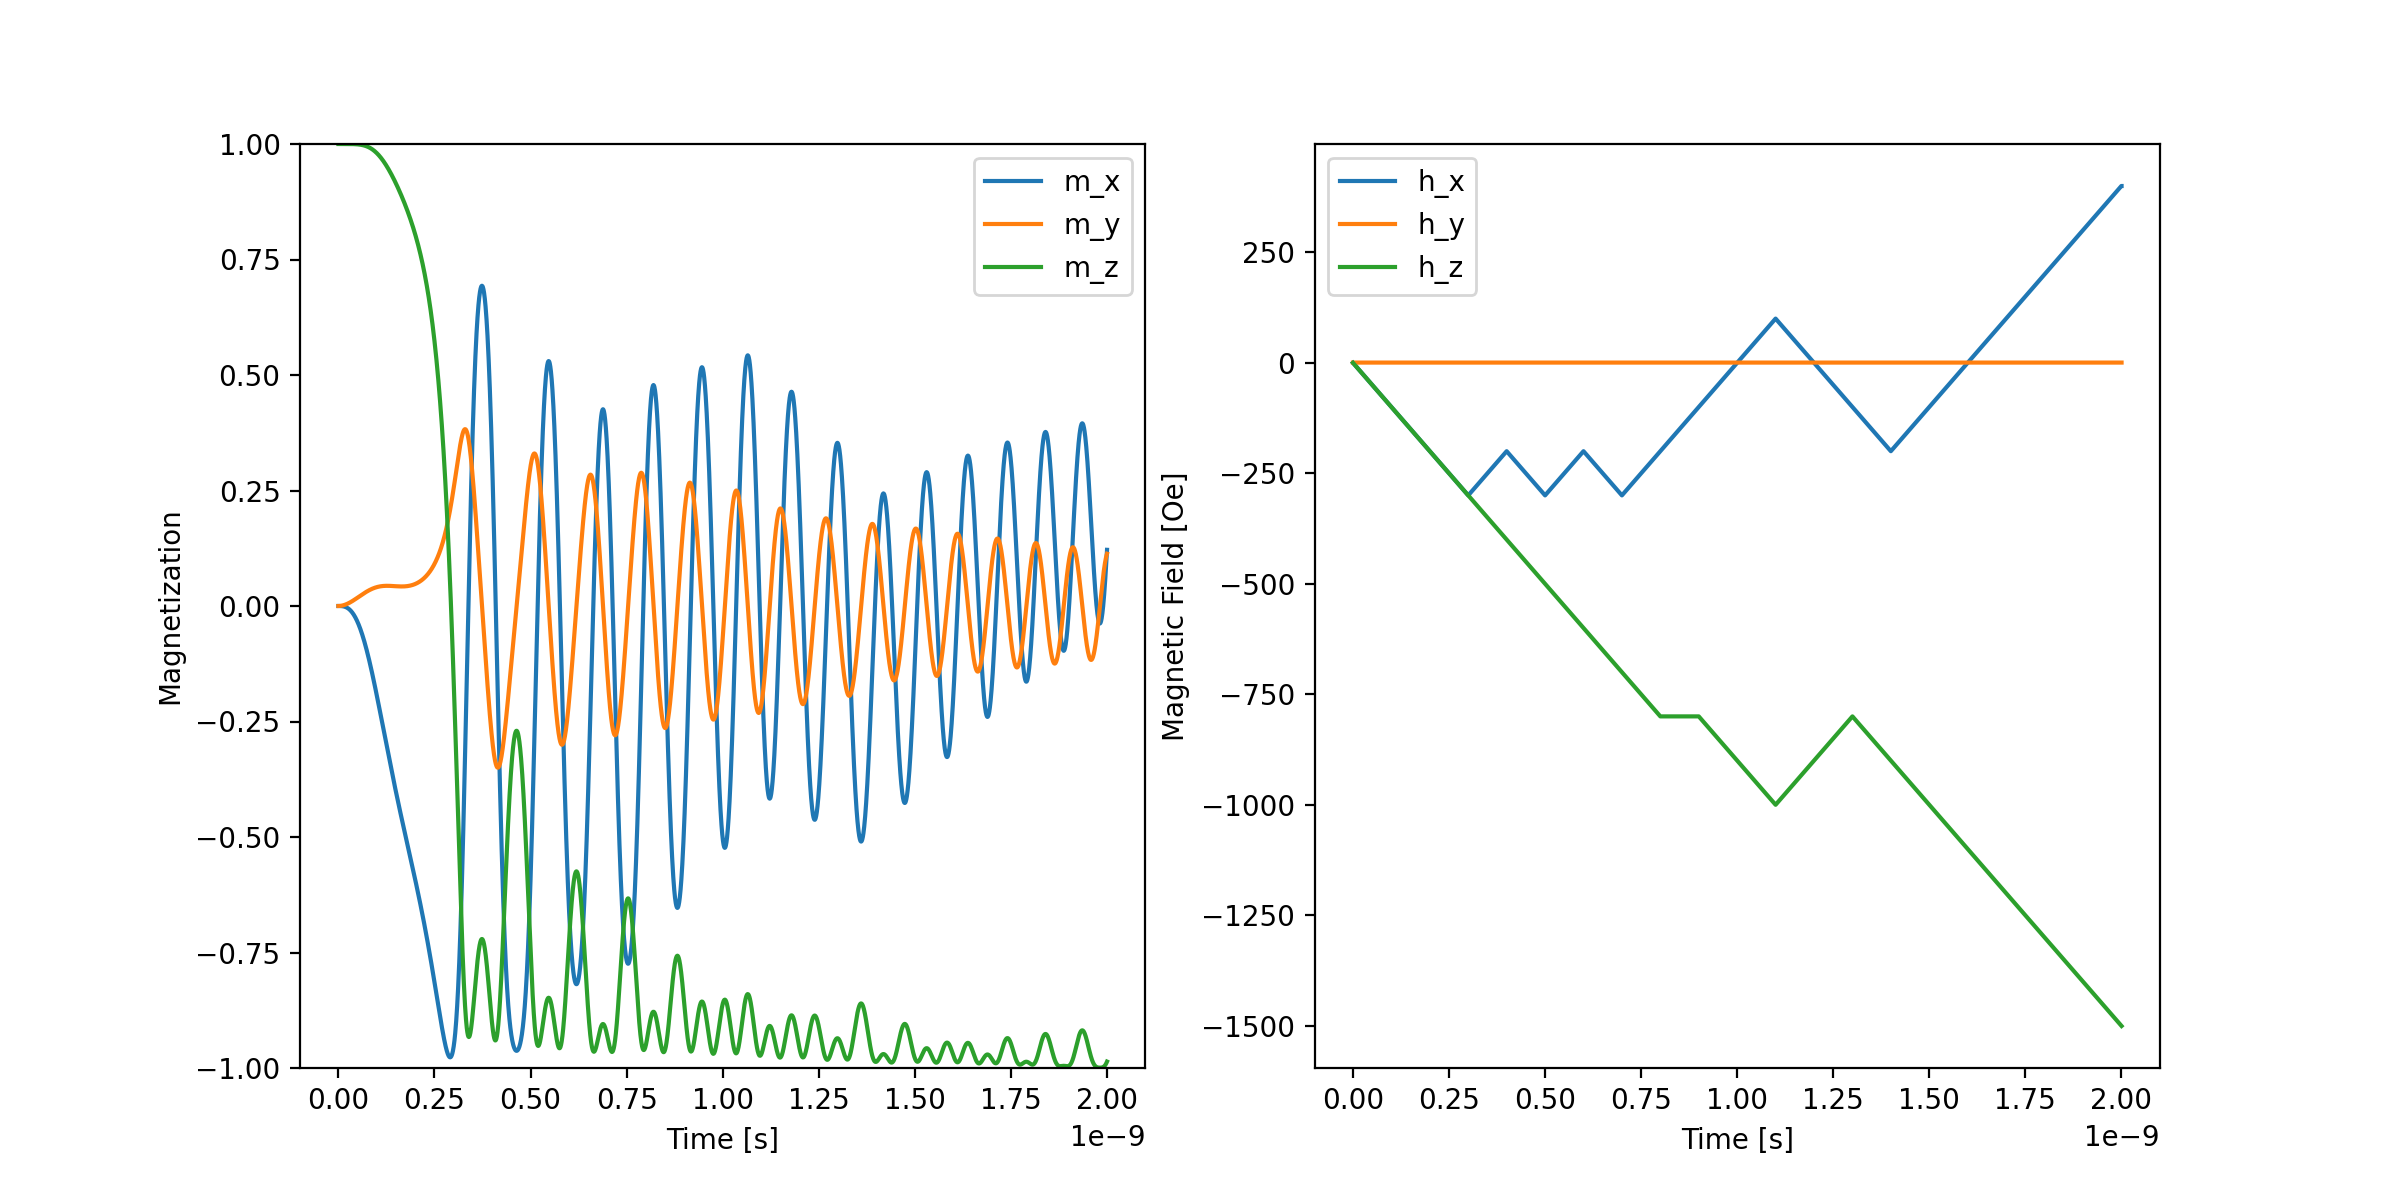 Magnetization
1.00
0.75
0.50
0.25
0.00
−0.25
−0.50
−0.75
−1.00
m_x
m_y
m_z
0.00 0.25 0.50 0.75 1.00 1.25 1.50 1.75 2.00
Time [s]
1e−9
Magnetic Field [Oe]
250
0
−250
−500
−750
−1000
−1250
−1500
h_x
h_y
h_z
0.00 0.25 0.50 0.75 1.00 1.25 1.50 1.75 2.00
Time [s]
1e−9